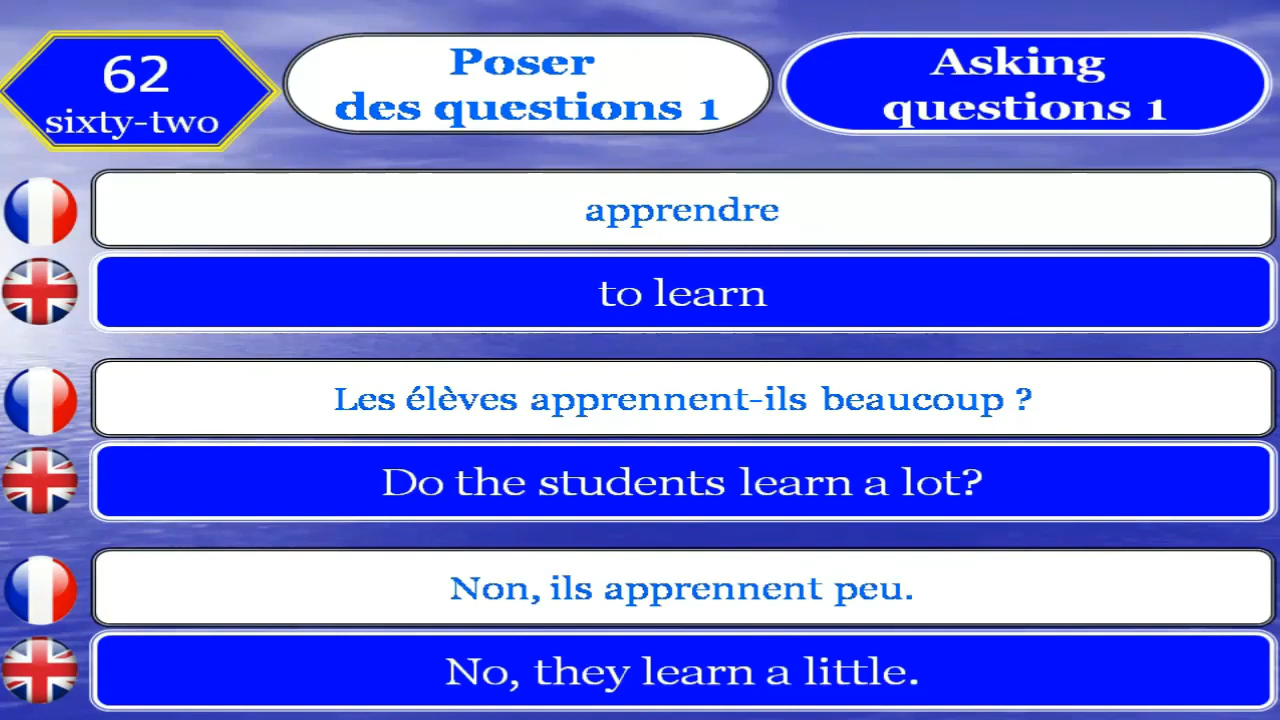 62
sixty-two
Poser
des questions 1
Asking
questions 1
apprendre
to learn
Les élèves apprennent-ils beaucoup ?
Do the students learn a lot?
Non, ils apprennent peu.
No, they learn a little.